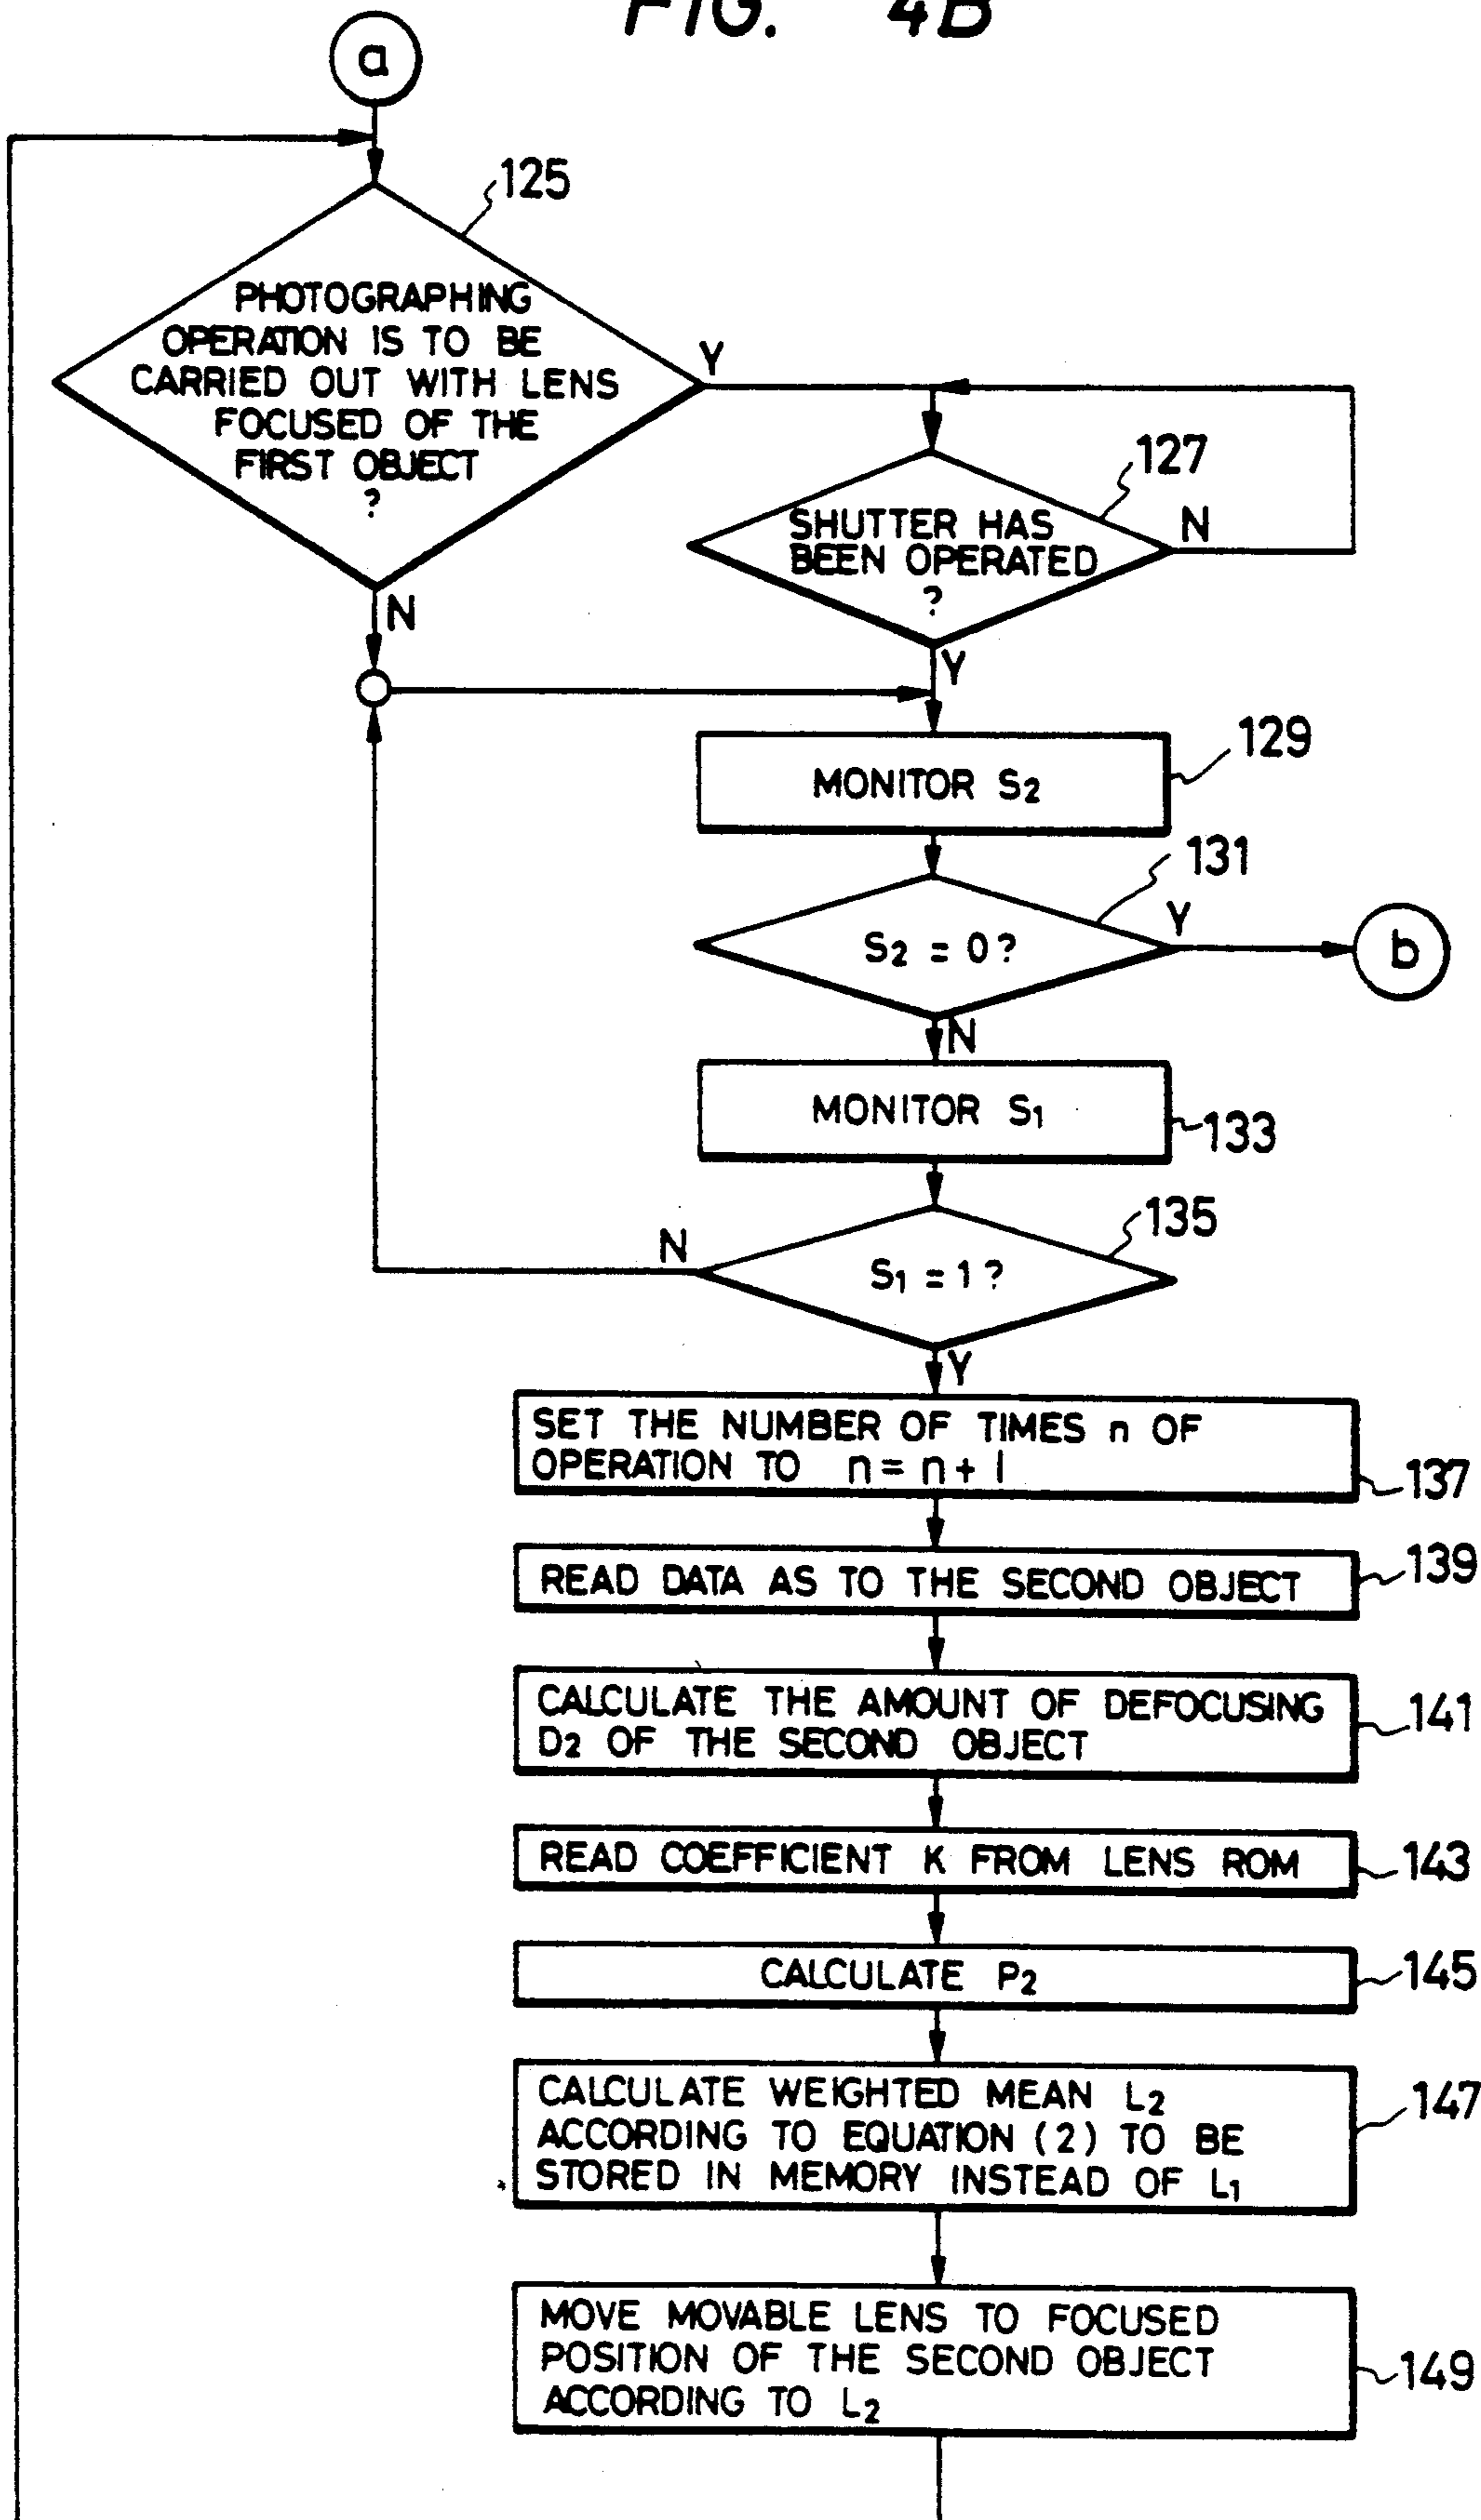 FIG. 4B
a
125
PHOTOGRAPHING
OPERATION IS TO BE
CARRIED OUT WITH LENS
FOCUSED OF THE
FIRST OBJECT
?
Y
N
127
SHUTTER HAS
BEEN OPERATED
?
N
Y
129
MONITOR S2
131
S2 = 0?
Y
b
N
MONITOR S1
133
135
S1 = 1?
N
Y
SET THE NUMBER OF TIMES n OF
OPERATION TO n = n + 1
137
READ DATA AS TO THE SECOND OBJECT
139
CALCULATE THE AMOUNT OF DEFOCUSING
D2 OF THE SECOND OBJECT
141
READ COEFFICIENT K FROM LENS ROM
143
CALCULATE P2
145
CALCULATE WEIGHTED MEAN L2
ACCORDING TO EQUATION (2) TO BE
STORED IN MEMORY INSTEAD OF L1
147
MOVE MOVABLE LENS TO FOCUSED
POSITION OF THE SECOND OBJECT
ACCORDING TO L2
149